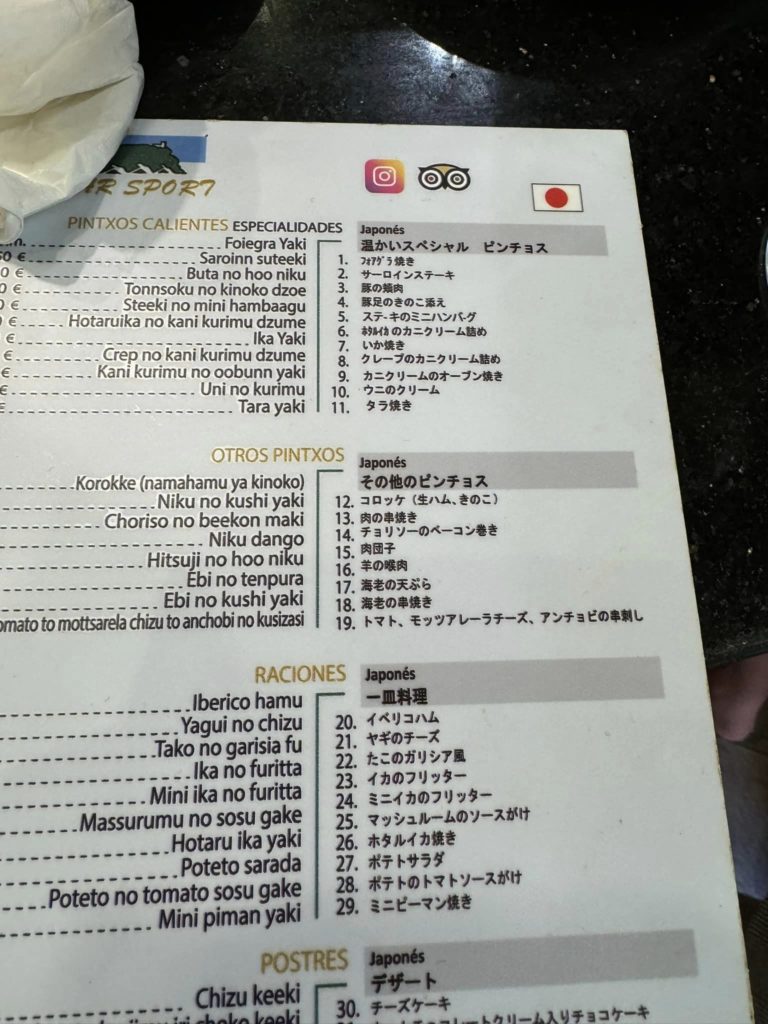 AR SPORT
PINTXOS CALIENTES ESPECIALIDADES
Foiegra Yaki
Saroinn suteeki
Buta no hoo niku
Tonnsoku no kinoko dzoe
Steeki no mini hambaagu
Hotaruika no kani kurimu dzume
Ika Yaki
Crep no kani kurimu dzume
Kani kurimu no oobunn yaki
Uni no kurimu
Tara yaki
Japonés
温かいスペシャル ピンチョス
1. ﾌｫｱｸﾞﾗ焼き
2. サーロインステーキ
3. 豚の頬肉
4. 豚足のきのこ添え
5. ステ-キのミニハンバ-グ
6. ﾎﾀﾙｲｶのカニクリーム詰め
7. いか焼き
8. クレープのカニクリーム詰め
9. カニクリームのオーブン焼き
10. ウニのクリーム
11. タラ焼き
OTROS PINTXOS
Korokke (namahamu ya kinoko)
Niku no kushi yaki
Choriso no beekon maki
Niku dango
Hitsuji no hoo niku
Ebi no tenpura
Ebi no kushi yaki
omato to mottsarela chizu to anchobi no kusizasi
Japonés
その他のピンチョス
12. コロッケ（生ハム、きのこ）
13. 肉の串焼き
14. チョリソーのベーコン巻き
15. 肉団子
16. 羊の喉肉
17. 海老の天ぷら
18. 海老の串焼き
19. トマト、モッツアレーラチーズ、アンチョビの串刺し
RACIONES
Iberico hamu
Yagui no chizu
Tako no garisia fu
Ika no furitta
Mini ika no furitta
Massurumu no sosu gake
Hotaru ika yaki
Poteto sarada
Poteto no tomato sosu gake
Mini piman yaki
Japonés
一皿料理
20. イベリコハム
21. ヤギのチーズ
22. たこのガリシア風
23. イカのフリッター
24. ミニイカのフリッター
25. マッシュルームのソースがけ
26. ホタルイカ焼き
27. ポテトサラダ
28. ポテトのトマトソースがけ
29. ミニピーマン焼き
POSTRES
Chizu keeki
Japonés
デザート
30. チーズケーキ